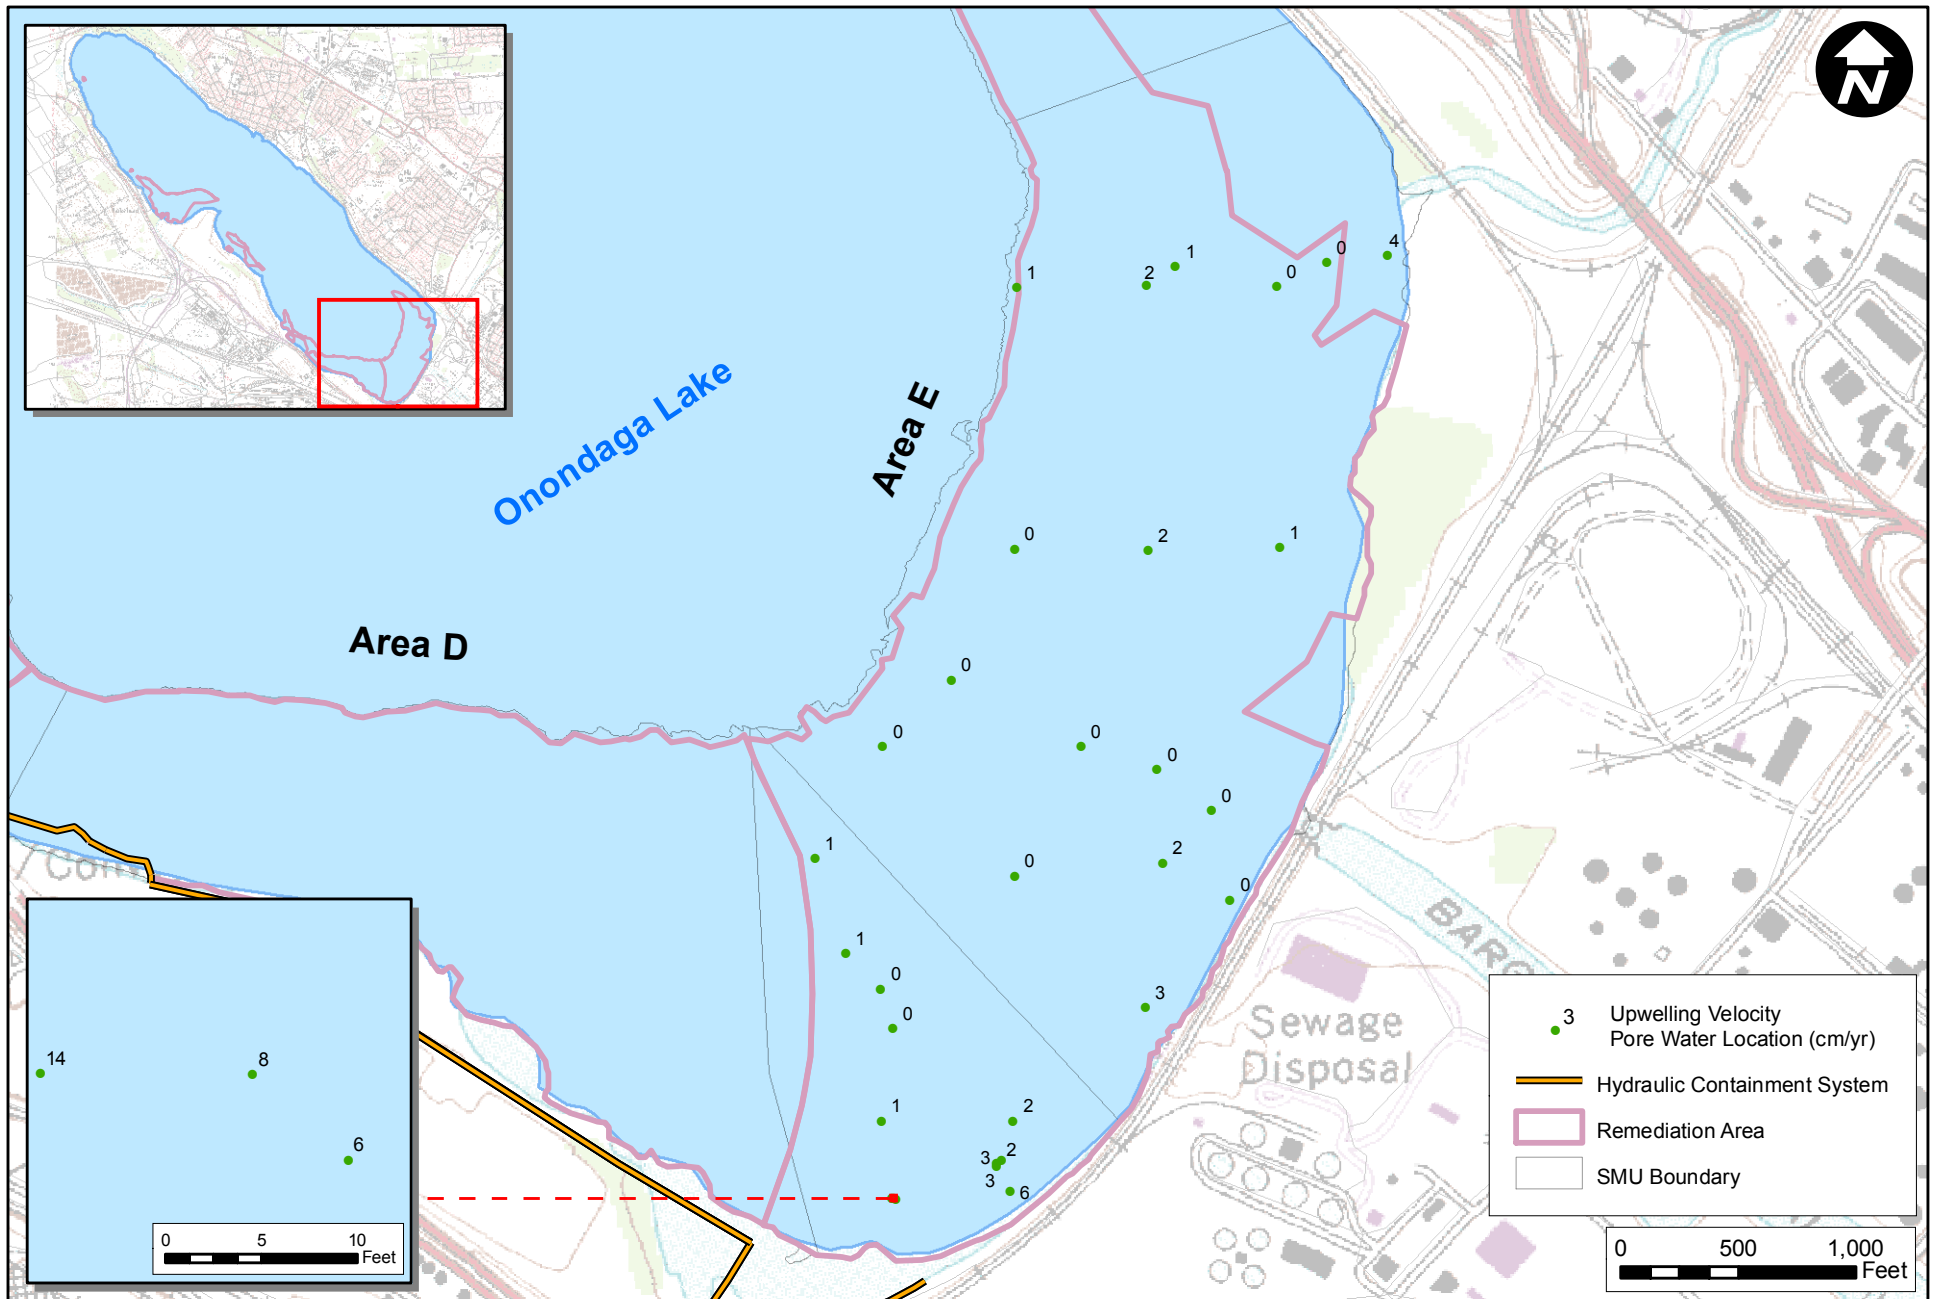 N
4
0
1
0
2
1
Onondaga Lake
Area E
0
2
1
Area D
0
0
0
0
0
1
0
2
0
1
0
0
3
1
2
3
2
3
6
14
8
6
0 5 10
Feet
BARG
Sewage
Disposal
3 Upwelling Velocity
Pore Water Location (cm/yr)
Hydraulic Containment System
Remediation Area
SMU Boundary
0 500 1,000
Feet